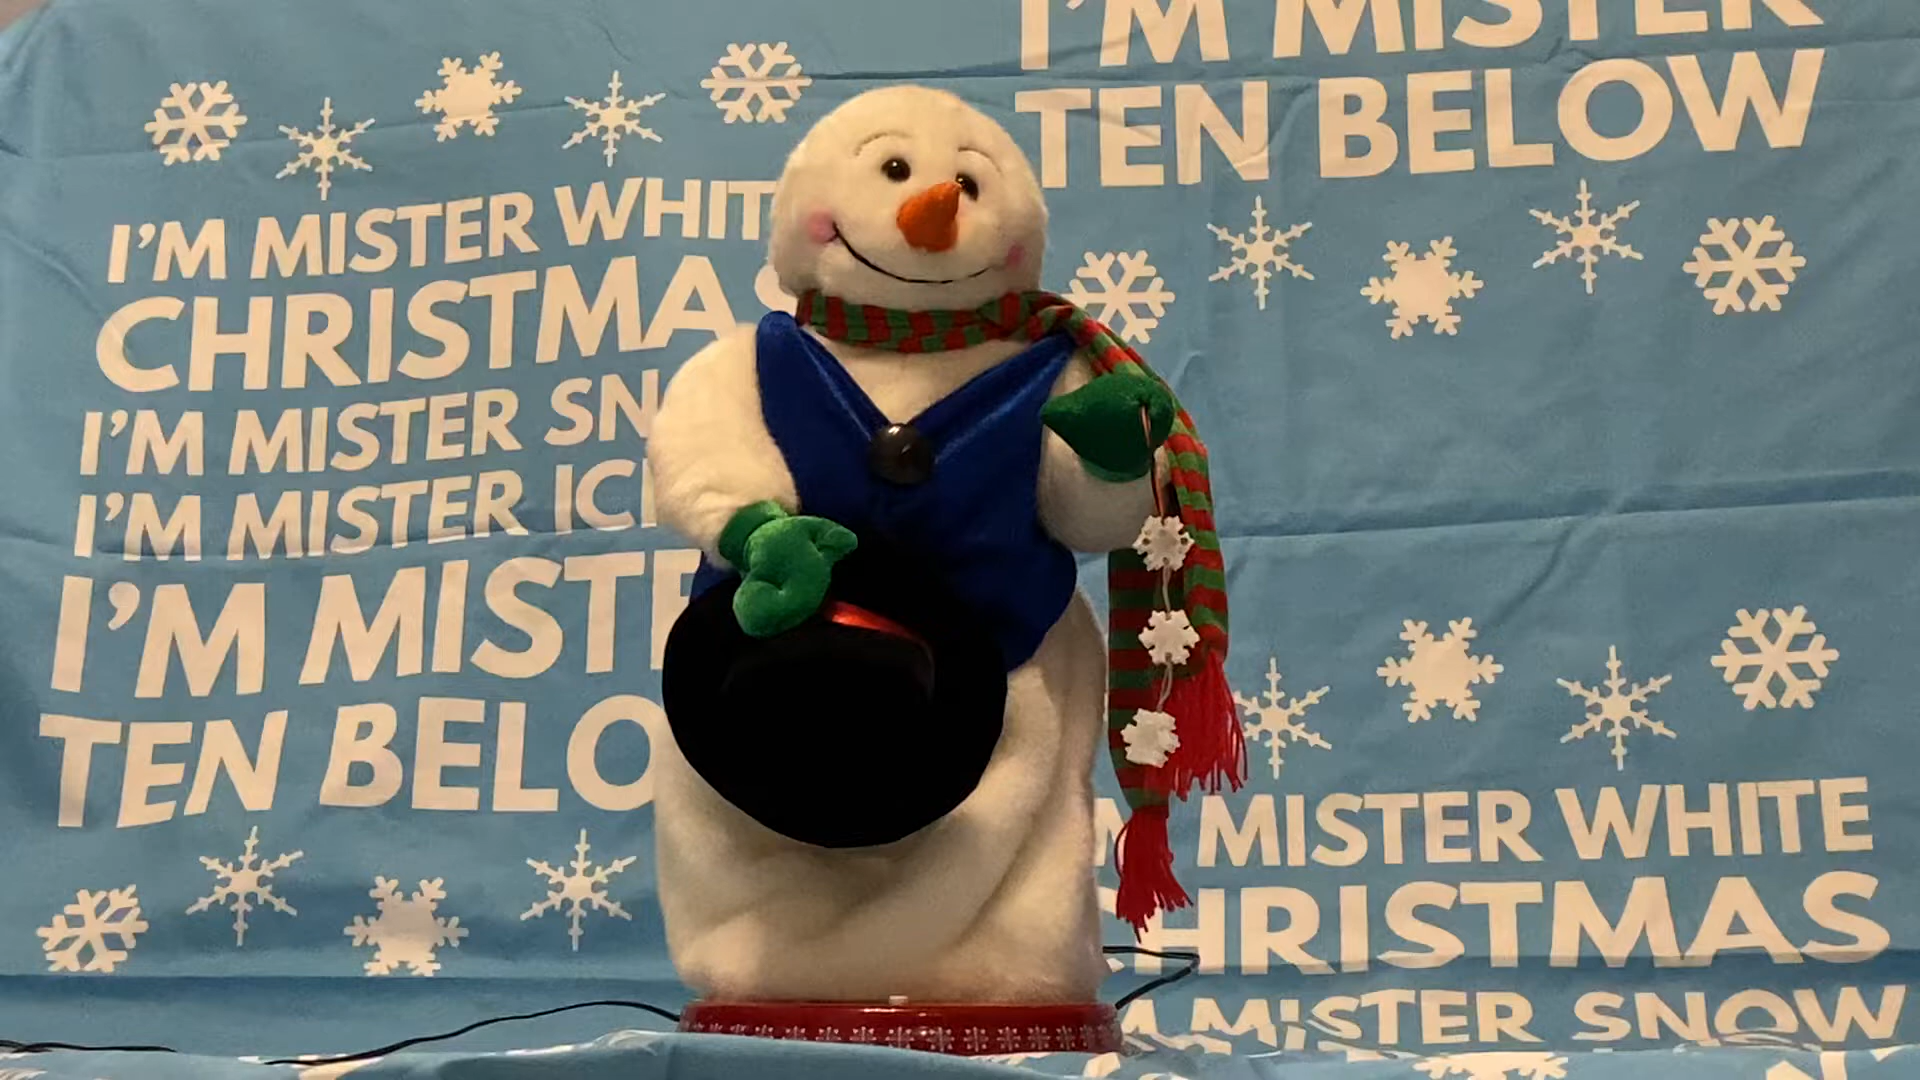 I'M MISTER
TEN BELOW
I'M MISTER WHIT
CHRISTMAS
I'M MISTER SN
I'M MISTER IC
I'M MISTE
TEN BELO
MISTER WHITE
CHRISTMAS
I'M MISTER SNOW